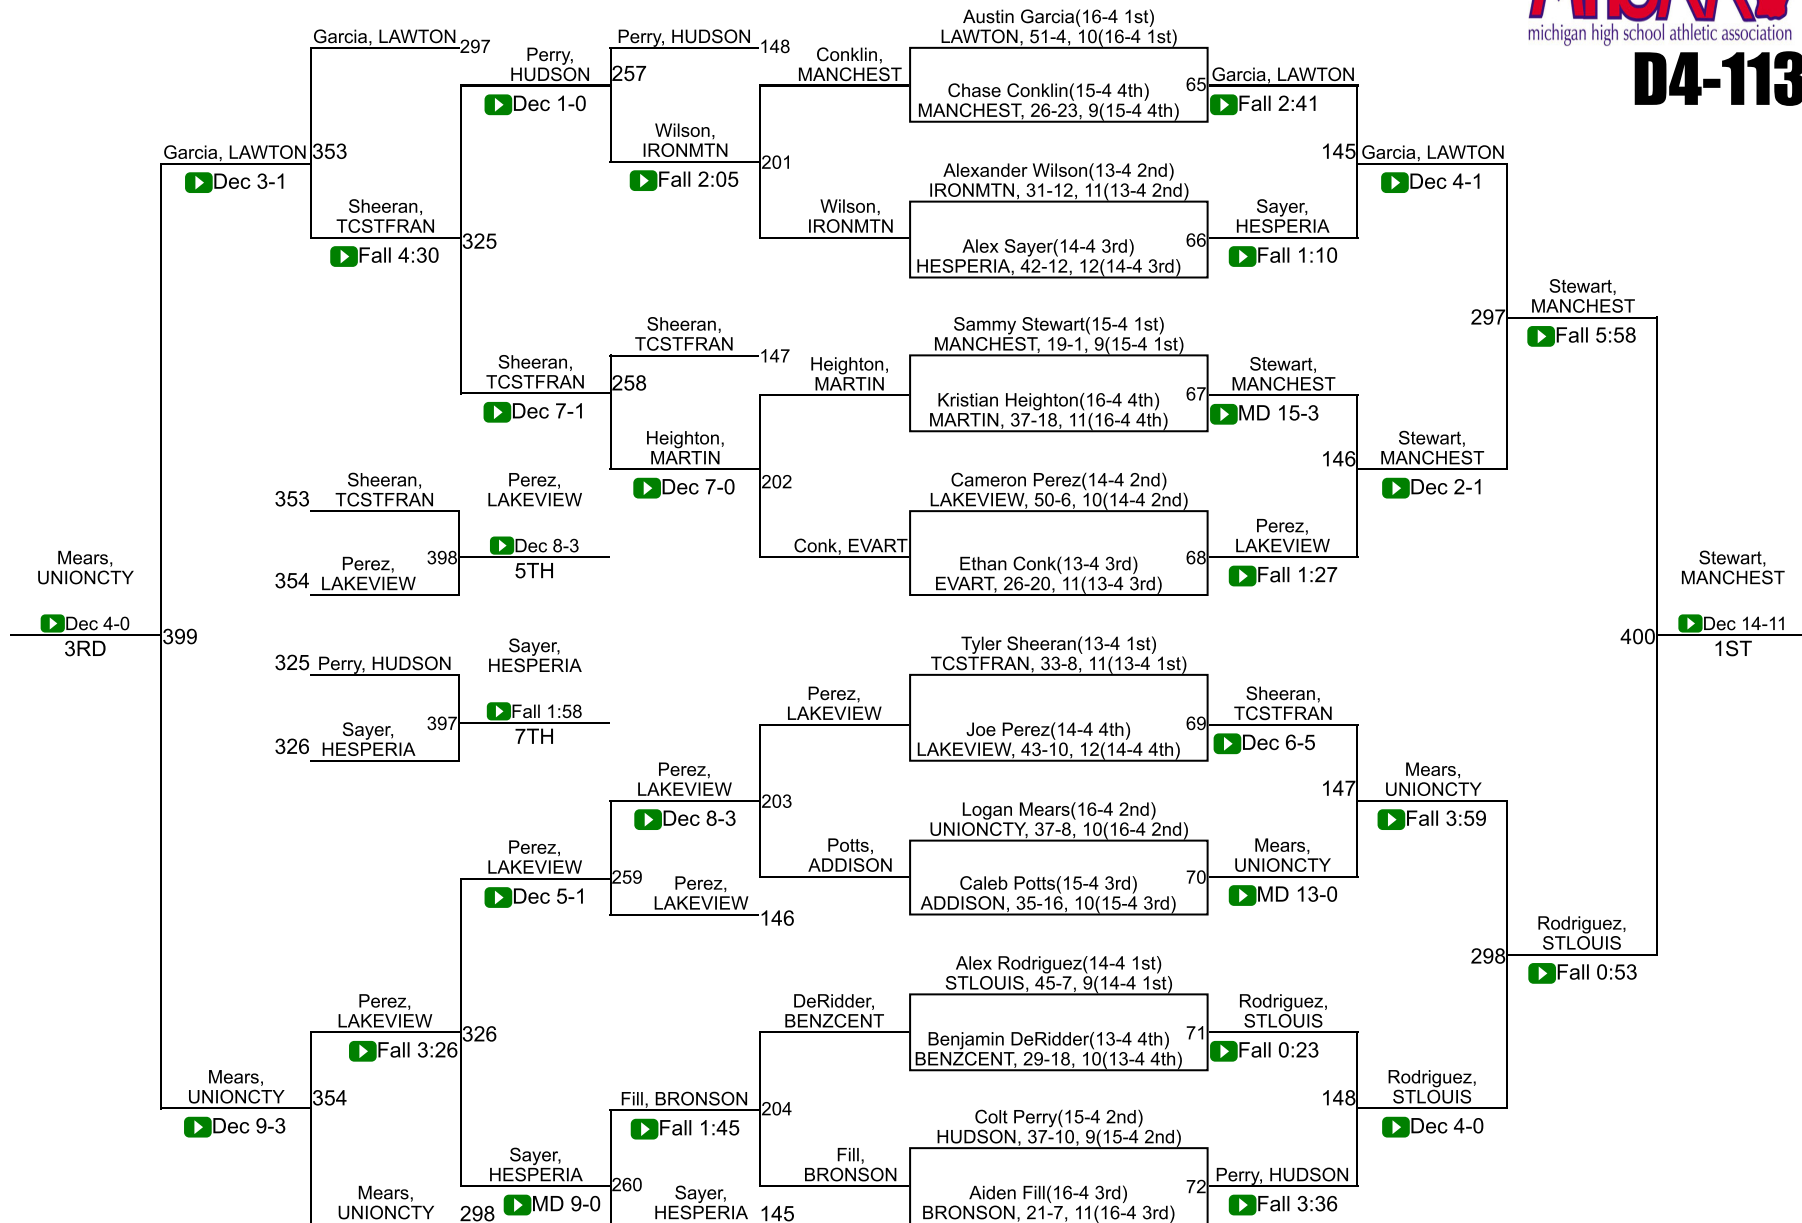 MHSAA
michigan high school athletic association
D4-113
Garcia, LAWTON
297
353
Garcia, LAWTON
Dec 3-1
Sheeran,
TCSTFRAN
Fall 4:30
Perry,
HUDSON
Dec 1-0
325
Perry, HUDSON
148
257
Wilson,
IRONMTN
Fall 2:05
Conklin,
MANCHEST
201
Wilson,
IRONMTN
Austin Garcia(16-4 1st)
LAWTON, 51-4, 10(16-4 1st)
Chase Conklin(15-4 4th)
MANCHEST, 26-23, 9(15-4 4th)
65
Garcia, LAWTON
Fall 2:41
Alexander Wilson(13-4 2nd)
IRONMTN, 31-12, 11(13-4 2nd)
Alex Sayer(14-4 3rd)
HESPERIA, 42-12, 12(14-4 3rd)
66
Sayer,
HESPERIA
Fall 1:10
145
Garcia, LAWTON
Dec 4-1
Sheeran,
TCSTFRAN
Dec 7-1
258
Sheeran,
TCSTFRAN
147
Heighton,
MARTIN
Dec 7-0
Heighton,
MARTIN
202
Conk, EVART
Sammy Stewart(15-4 1st)
MANCHEST, 19-1, 9(15-4 1st)
Kristian Heighton(16-4 4th)
MARTIN, 37-18, 11(16-4 4th)
67
Stewart,
MANCHEST
MD 15-3
Cameron Perez(14-4 2nd)
LAKEVIEW, 50-6, 10(14-4 2nd)
Ethan Conk(13-4 3rd)
EVART, 26-20, 11(13-4 3rd)
68
Perez,
LAKEVIEW
Fall 1:27
146
Stewart,
MANCHEST
Dec 2-1
297
Stewart,
MANCHEST
Fall 5:58
353
Sheeran,
TCSTFRAN
354
Perez,
LAKEVIEW
398
Perez,
LAKEVIEW
Dec 8-3
5TH
Mears,
UNIONCTY
Dec 4-0
3RD
399
325
Perry, HUDSON
326
Sayer,
HESPERIA
397
Sayer,
HESPERIA
Fall 1:58
7TH
400
Stewart,
MANCHEST
Dec 14-11
1ST
Perez,
LAKEVIEW
Dec 8-3
Perez,
LAKEVIEW
203
Potts,
ADDISON
Tyler Sheeran(13-4 1st)
TCSTFRAN, 33-8, 11(13-4 1st)
Joe Perez(14-4 4th)
LAKEVIEW, 43-10, 12(14-4 4th)
69
Sheeran,
TCSTFRAN
Dec 6-5
Logan Mears(16-4 2nd)
UNIONCTY, 37-8, 10(16-4 2nd)
Caleb Potts(15-4 3rd)
ADDISON, 35-16, 10(15-4 3rd)
70
Mears,
UNIONCTY
MD 13-0
147
Mears,
UNIONCTY
Fall 3:59
Perez,
LAKEVIEW
Dec 5-1
259
Perez,
LAKEVIEW
146
298
Rodriguez,
STLOUIS
Fall 0:53
Perez,
LAKEVIEW
Fall 3:26
326
Mears,
UNIONCTY
Dec 9-3
354
Mears,
UNIONCTY
298
Sayer,
HESPERIA
MD 9-0
260
Fill, BRONSON
Fall 1:45
Sayer,
HESPERIA
145
DeRidder,
BENZCENT
204
Fill,
BRONSON
Alex Rodriguez(14-4 1st)
STLOUIS, 45-7, 9(14-4 1st)
Benjamin DeRidder(13-4 4th)
BENZCENT, 29-18, 10(13-4 4th)
71
Rodriguez,
STLOUIS
Fall 0:23
Colt Perry(15-4 2nd)
HUDSON, 37-10, 9(15-4 2nd)
Aiden Fill(16-4 3rd)
BRONSON, 21-7, 11(16-4 3rd)
72
Perry, HUDSON
Fall 3:36
148
Rodriguez,
STLOUIS
Dec 4-0